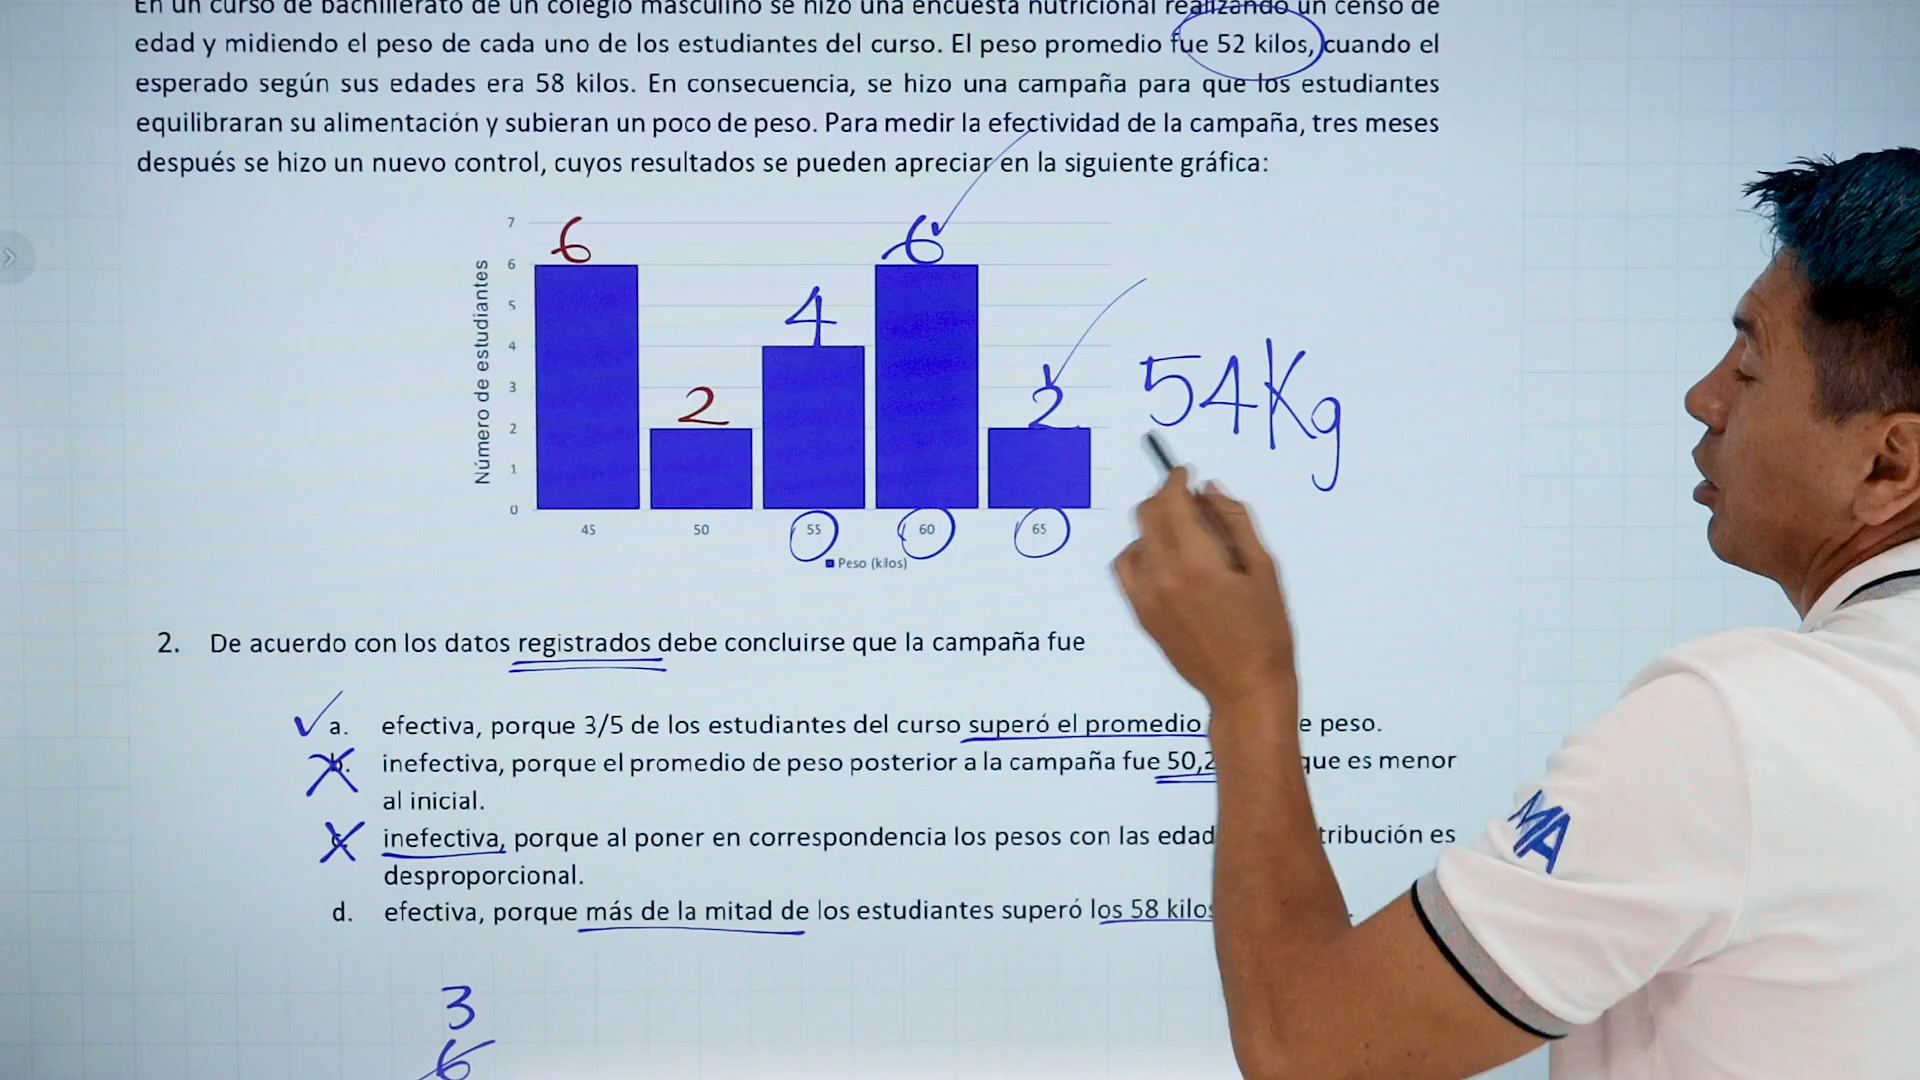 En un curso de bachillerato de un colegio masculino se hizo una encuesta nutricional realizando un censo de
edad y midiendo el peso de cada uno de los estudiantes del curso. El peso promedio fue 52 kilos, cuando el
esperado según sus edades era 58 kilos. En consecuencia, se hizo una campaña para que los estudiantes
equilibraran su alimentación y subieran un poco de peso. Para medir la efectividad de la campaña, tres meses
después se hizo un nuevo control, cuyos resultados se pueden apreciar en la siguiente gráfica:
Número de estudiantes
7
6
5
4
3
2
1
0
6
2
4
6
2
45 50 55 60 65
Peso (kilos)
54Kg
2. De acuerdo con los datos registrados debe concluirse que la campaña fue
a. efectiva, porque 3/5 de los estudiantes del curso superó el promedio e peso.
b. inefectiva, porque el promedio de peso posterior a la campaña fue 50,2 que es menor
al inicial.
c. inefectiva, porque al poner en correspondencia los pesos con las edad tribución es
desproporcional.
d. efectiva, porque más de la mitad de los estudiantes superó los 58 kilos
3
6
MA